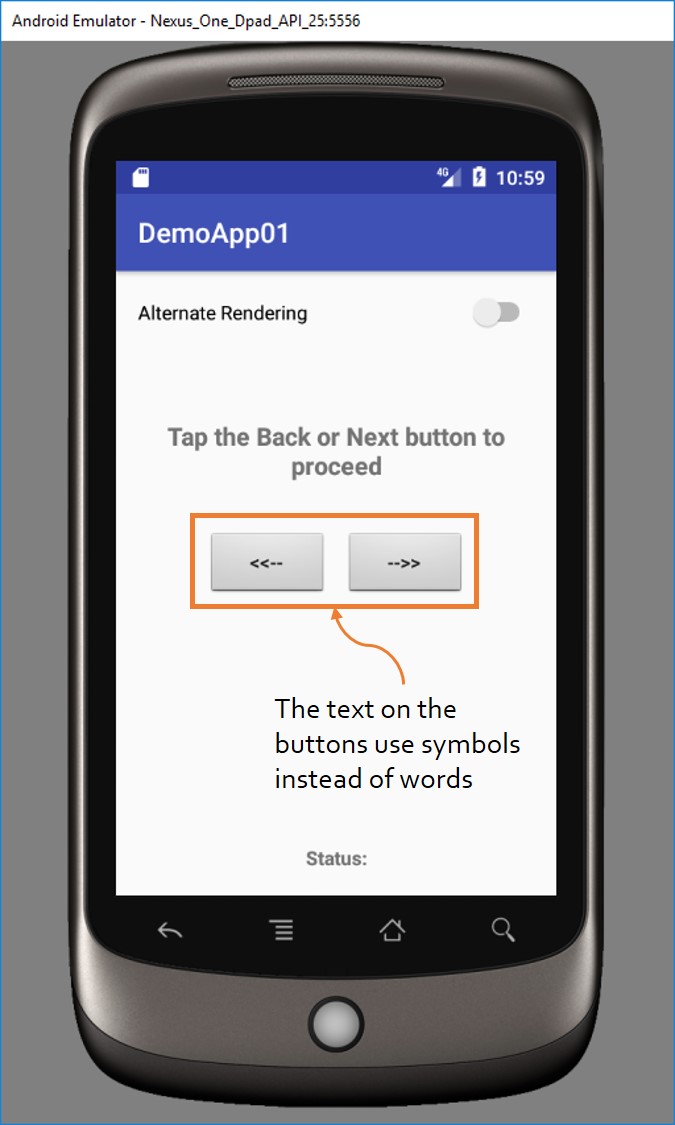 Android Emulator - Nexus_One_Dpad_API_25:5556
4G 10:59
DemoApp01
Alternate Rendering
Tap the Back or Next button to
proceed
<<-- -->>
The text on the
buttons use symbols
instead of words
Status: